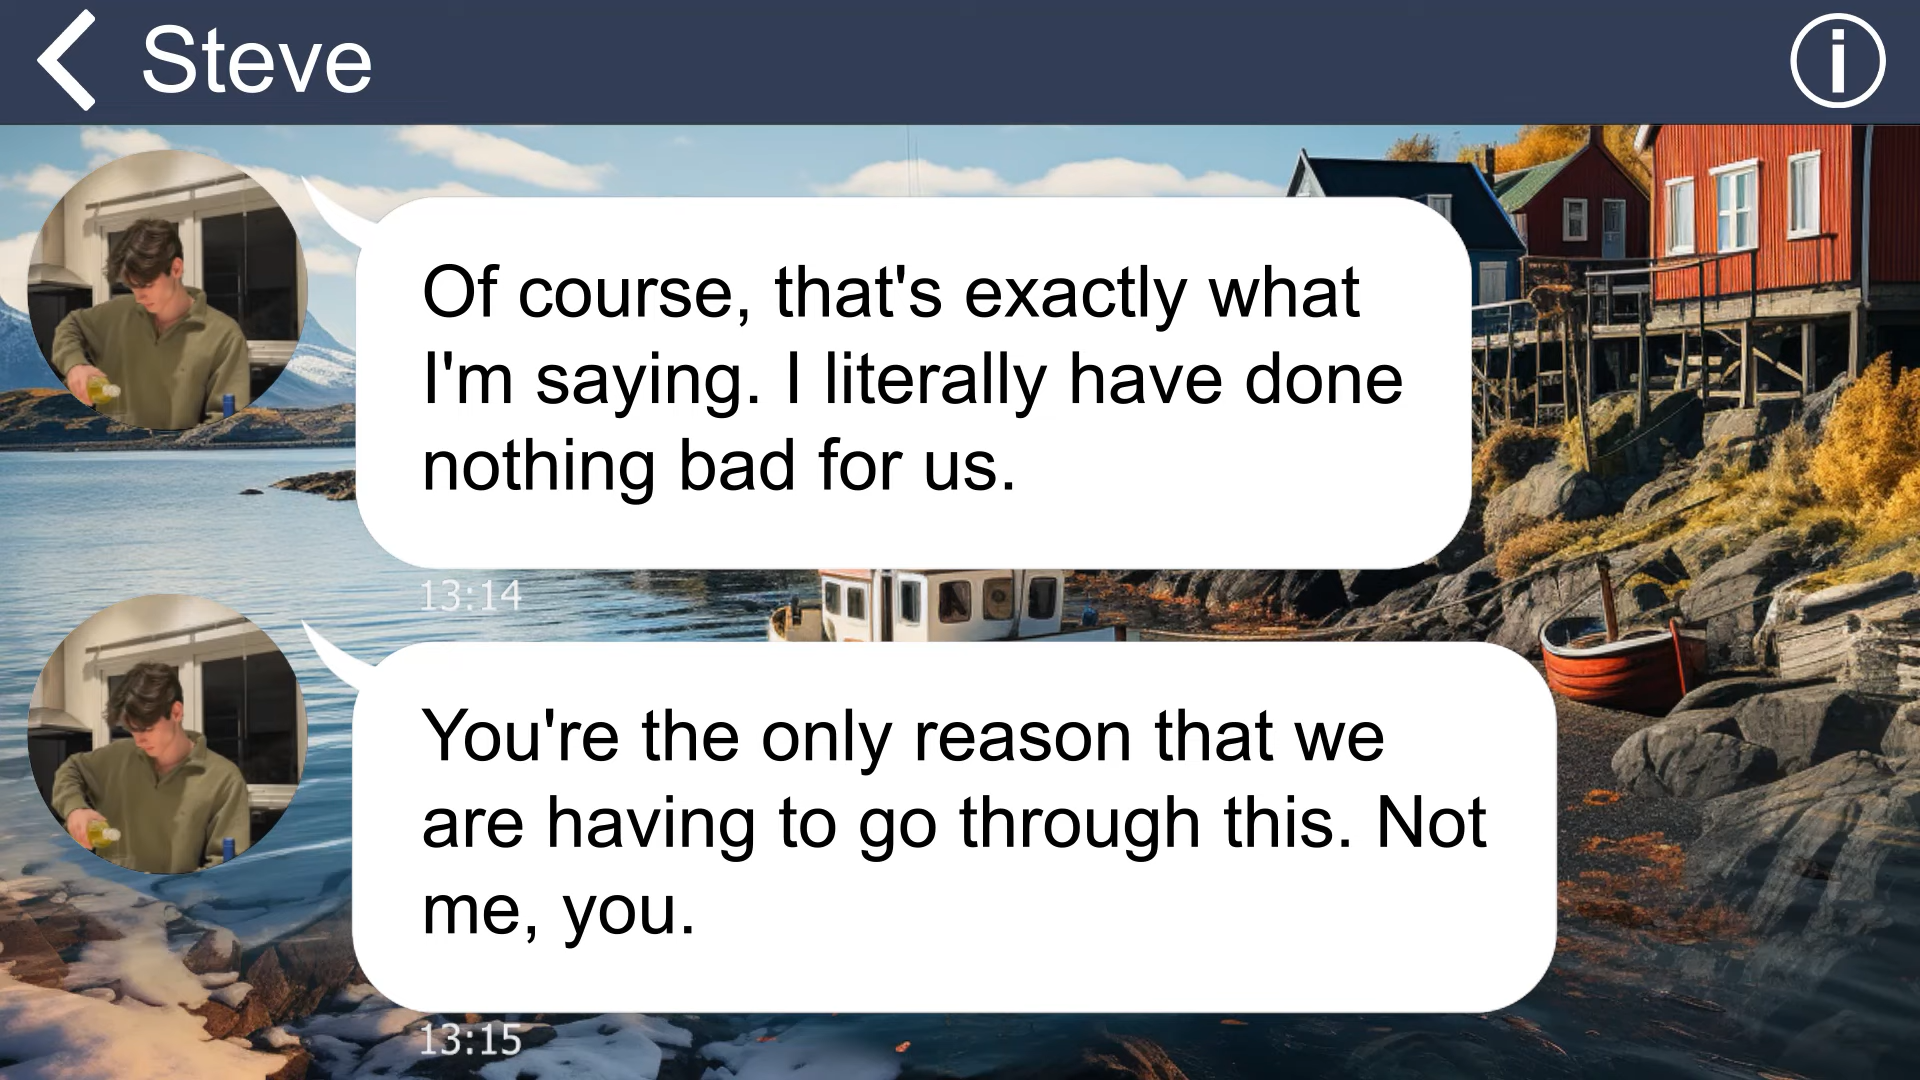 Steve
Of course, that's exactly what
I'm saying. I literally have done
nothing bad for us.
13:14
You're the only reason that we
are having to go through this. Not
me, you.
13:15